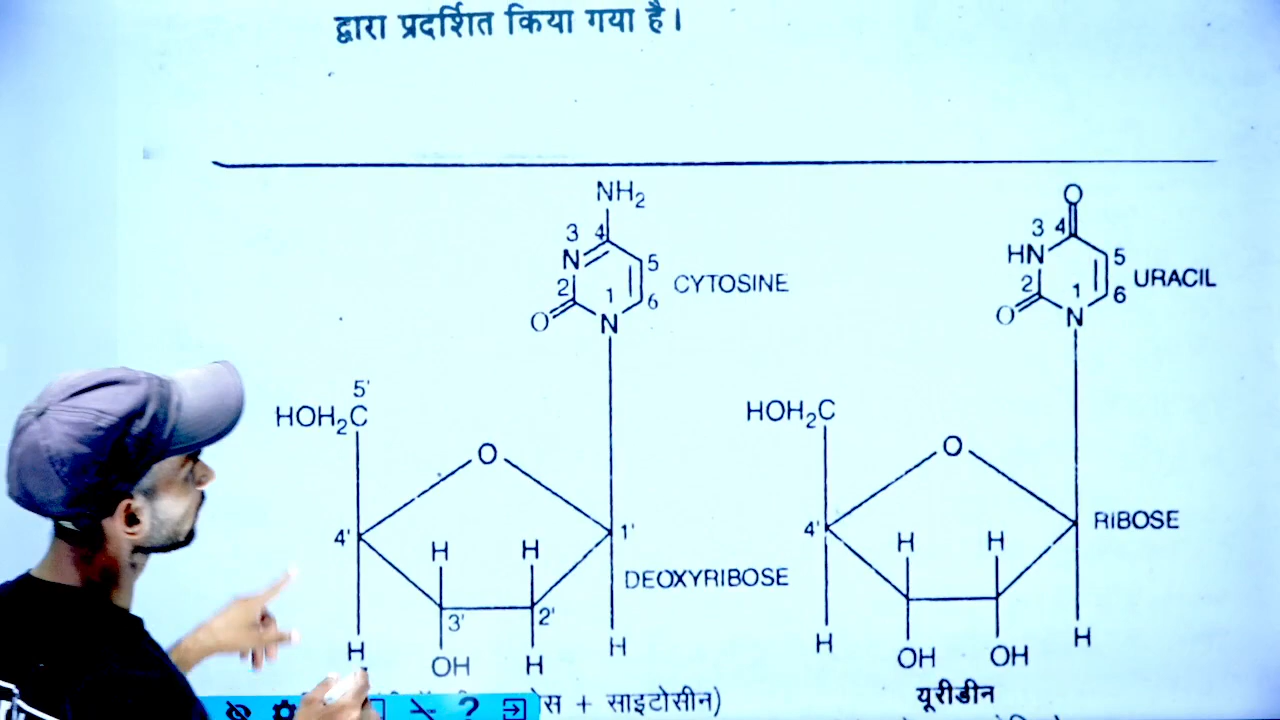 द्वारा प्रदर्शित किया गया है।
NH₂
3 4
N 5
2 1 6
O N
CYTOSINE
O
3 4
HN 5
2 1 6
O N
URACIL
5'
HOH₂C
O
4' 1'
H H
DEOXYRIBOSE
3' 2'
H OH H H
HOH₂C
O
4'
RIBOSE
H H
H OH OH H
+ साइटोसीन)
यूरीडीन
?